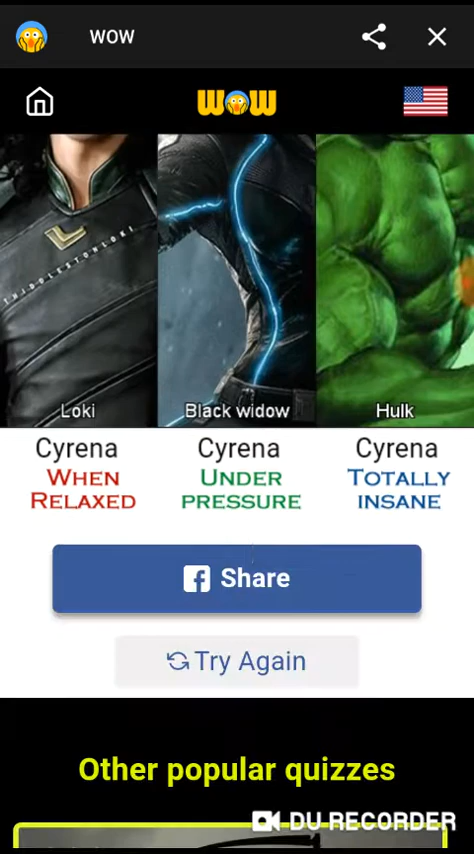 WOW
WOW
THIDOLESTONLOKI
Loki
Black widow
Hulk
Cyrena
WHEN
RELAXED
Cyrena
UNDER
PRESSURE
Cyrena
TOTALLY
INSANE
Share
Try Again
Other popular quizzes
DU RECORDER